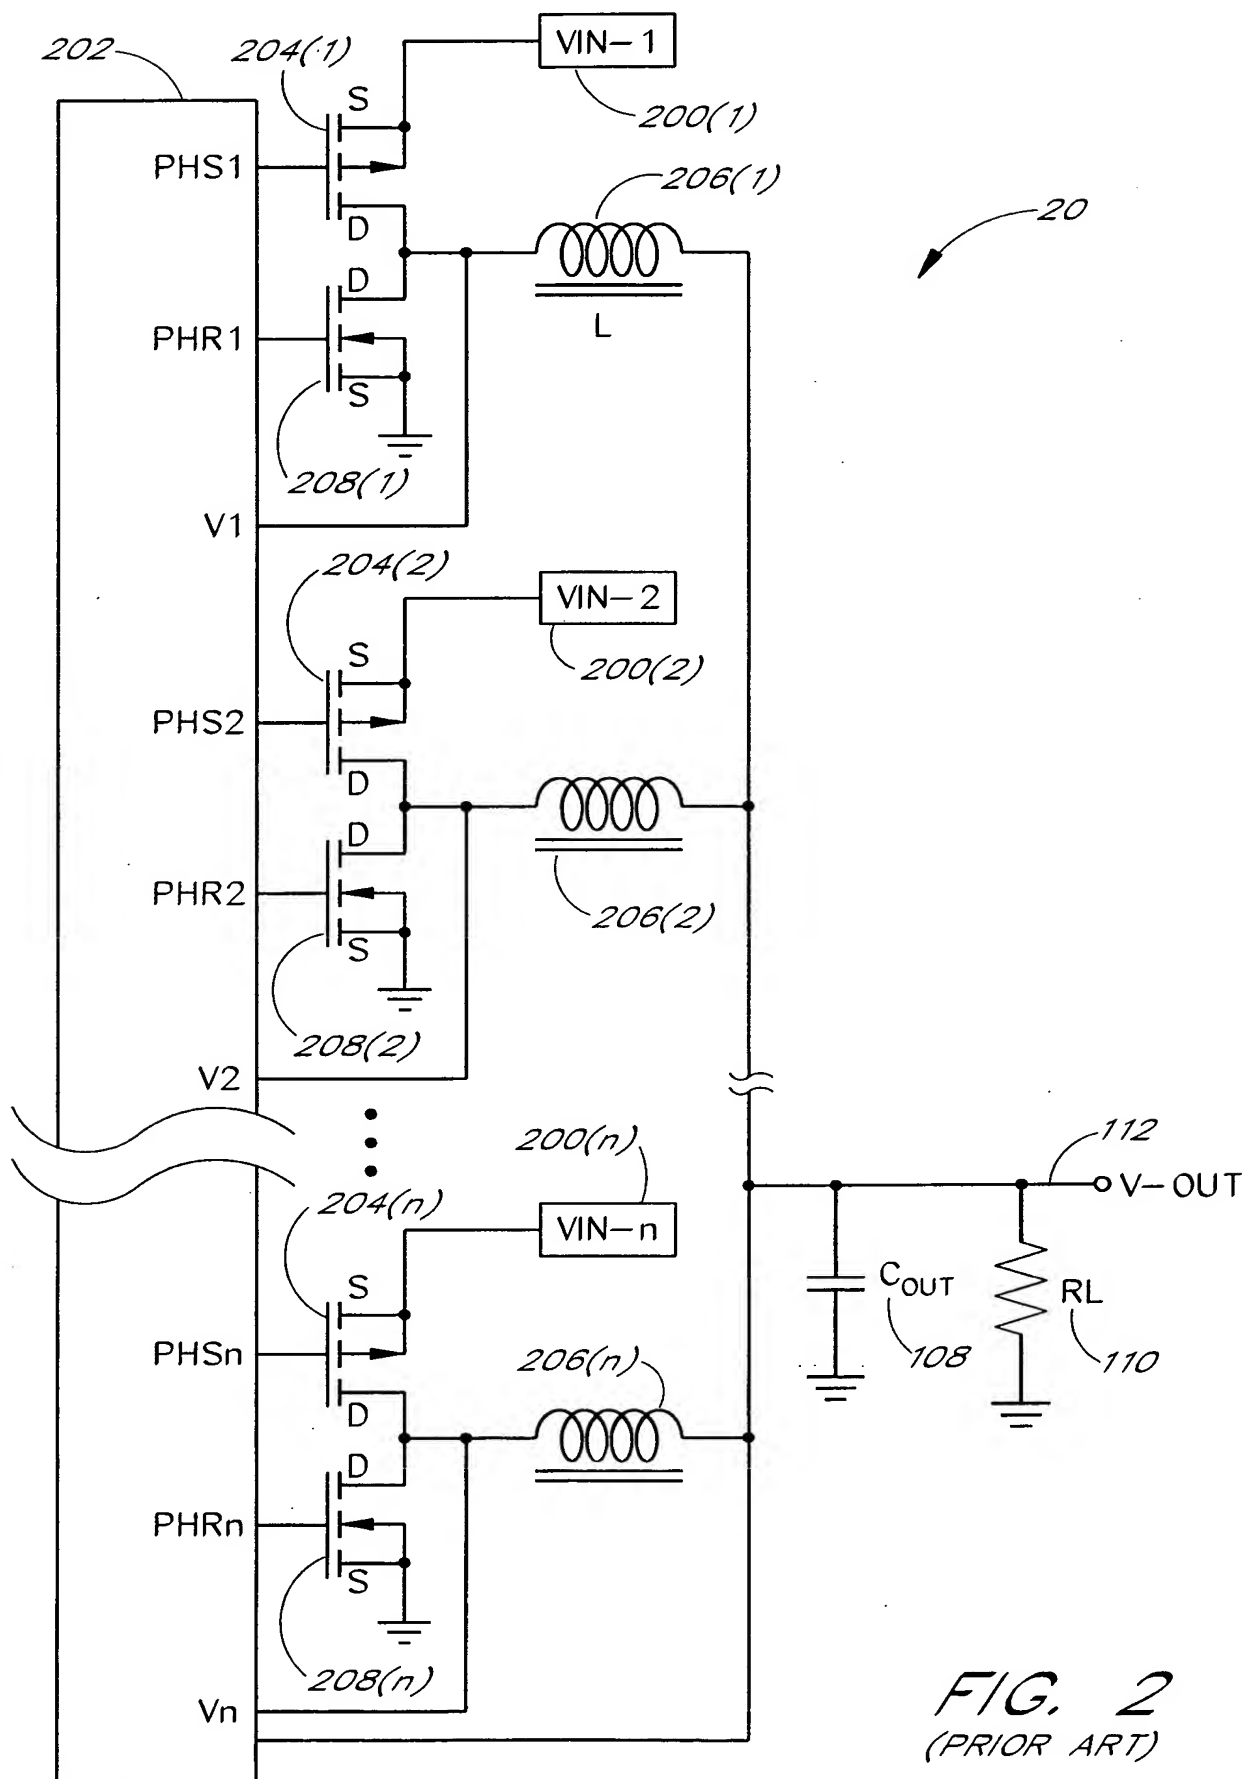 202
204(1)
VIN-1
200(1)
S
PHS1
206(1)
20
D
D
PHR1
L
S
208(1)
V1
204(2)
VIN-2
200(2)
S
PHS2
D
D
PHR2
206(2)
S
208(2)
V2
200(n)
112
V-OUT
204(n)
VIN-n
S
COUT
RL
PHSn
108
110
206(n)
D
D
PHRn
S
208(n)
Vn
FIG. 2
(PRIOR ART)